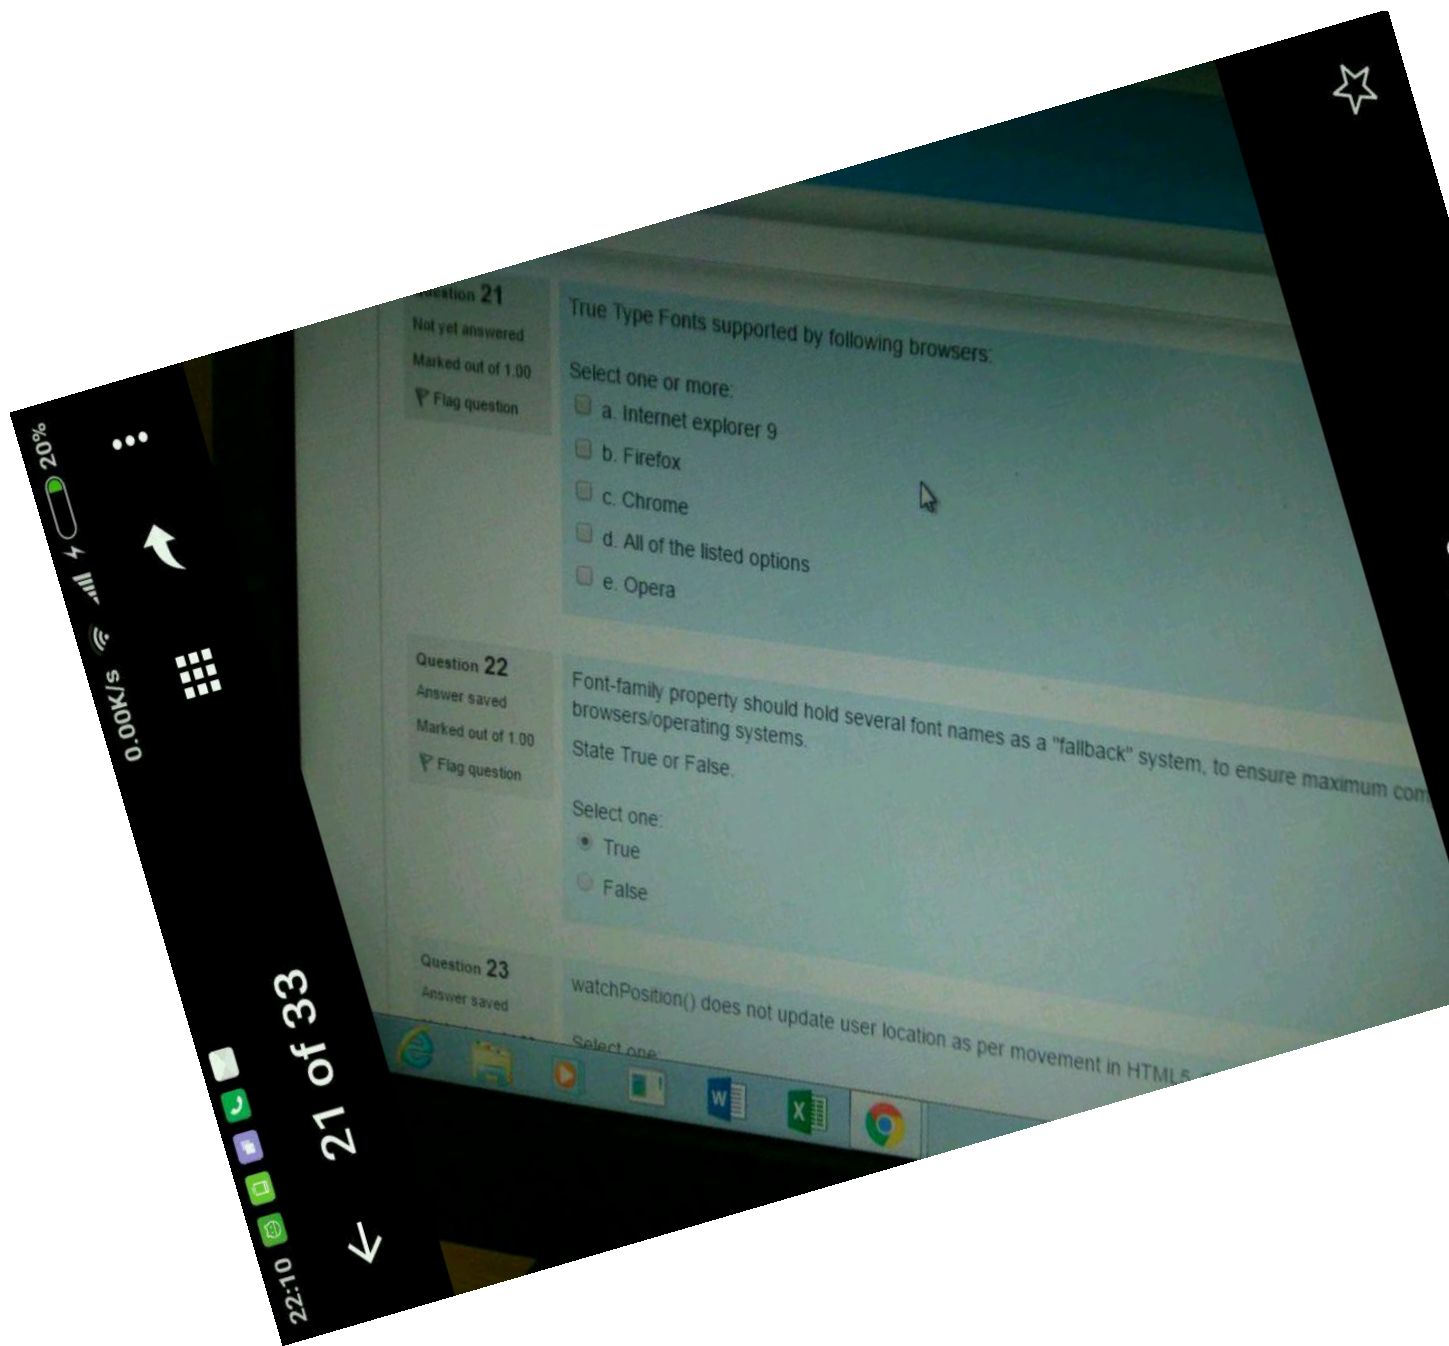 22:10
0.00K/s
20%
21 of 33
Question 21
Not yet answered
Marked out of 1.00
Flag question
True Type Fonts supported by following browsers:
Select one or more:
a. Internet explorer 9
b. Firefox
c. Chrome
d. All of the listed options
e. Opera
Question 22
Answer saved
Marked out of 1.00
Flag question
Font-family property should hold several font names as a "fallback" system, to ensure maximum com
browsers/operating systems.
State True or False.
Select one:
True
False
Question 23
Answer saved
watchPosition() does not update user location as per movement in HTML5
Select one: